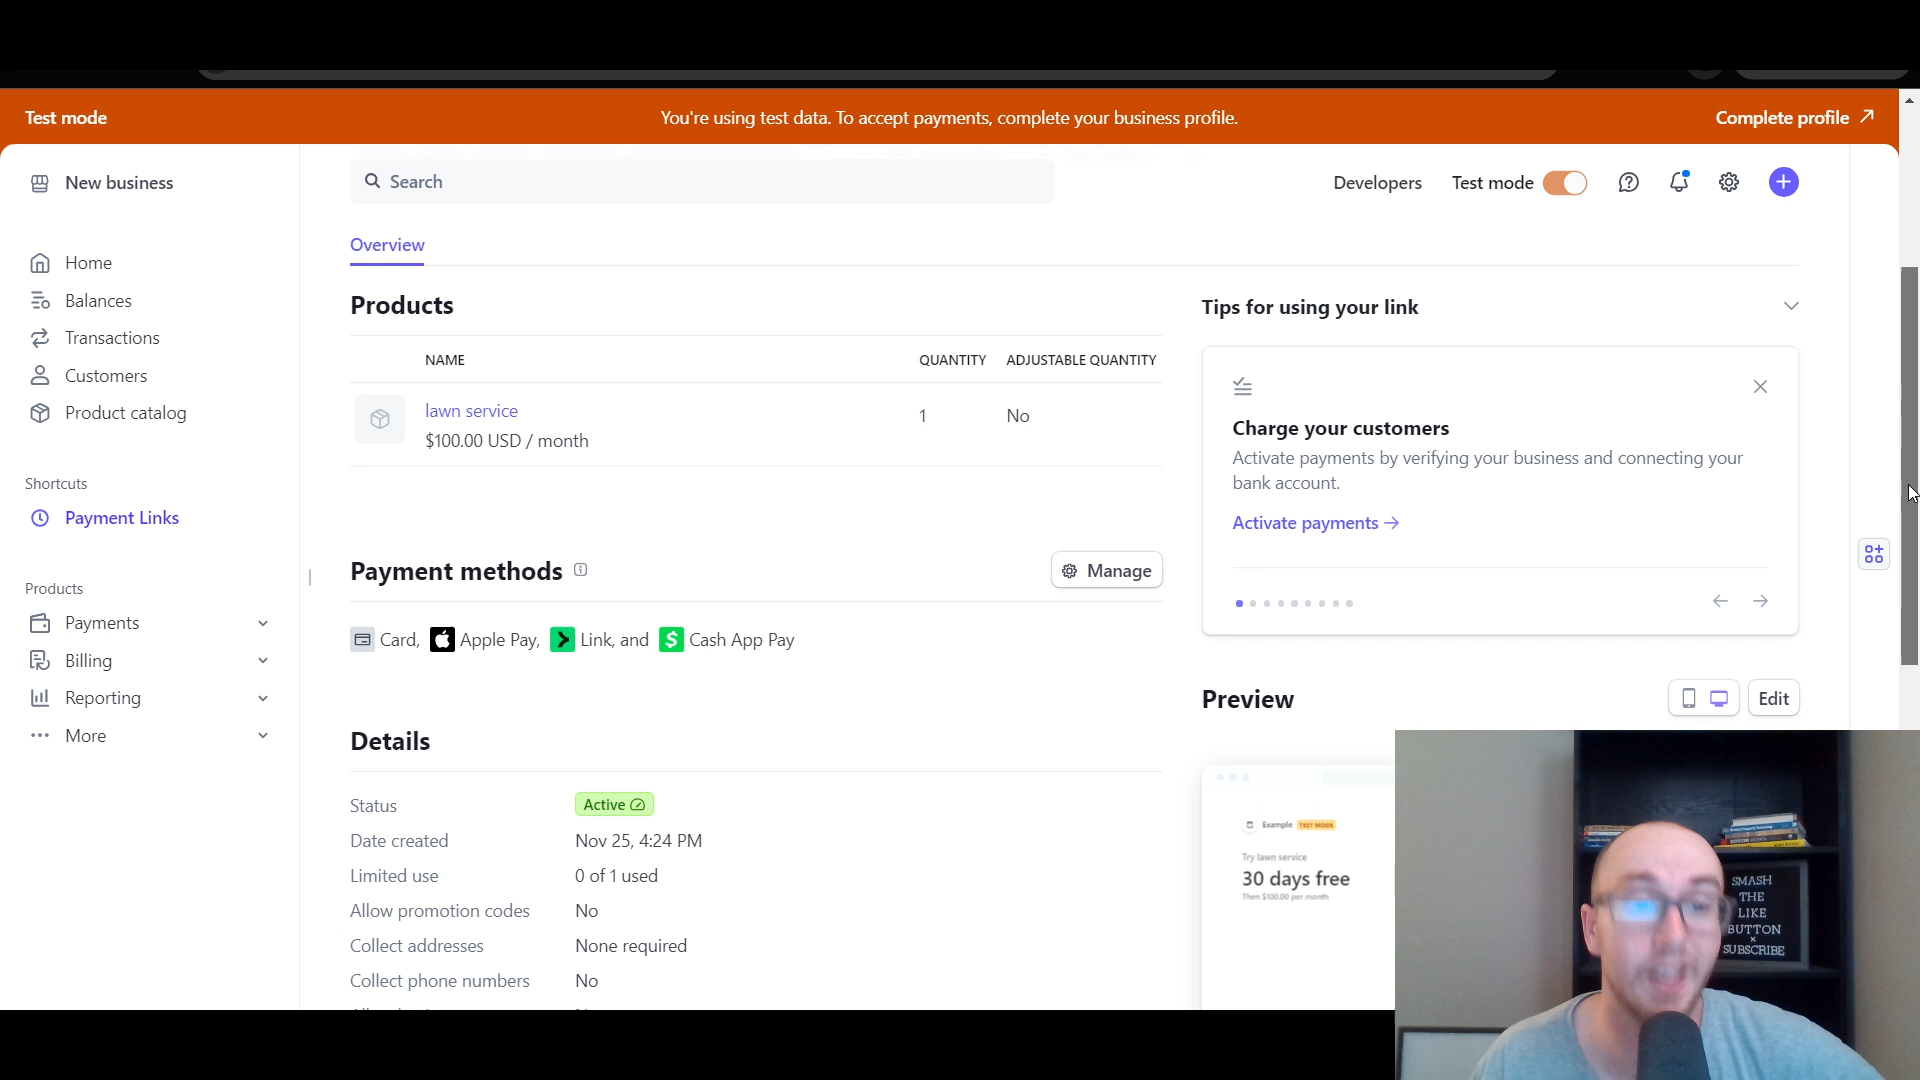 Test mode
You're using test data. To accept payments, complete your business profile.
Complete profile
New business
Search
Developers
Test mode
Home
Balances
Transactions
Customers
Product catalog
Shortcuts
Payment Links
Products
Payments
Billing
Reporting
More
Overview
Products
NAME QUANTITY ADJUSTABLE QUANTITY
lawn service 1 No
$100.00 USD / month
Payment methods
Manage
Card, Apple Pay, Link, and Cash App Pay
Details
Status Active
Date created Nov 25, 4:24 PM
Limited use 0 of 1 used
Allow promotion codes No
Collect addresses None required
Collect phone numbers No
Tips for using your link
Charge your customers
Activate payments by verifying your business and connecting your
bank account.
Activate payments
Preview
Edit
Example TEST MODE
Try lawn service
30 days free
Then $100.00 per month
SMASH
THE
LIKE
BUTTON
×
SUBSCRIBE